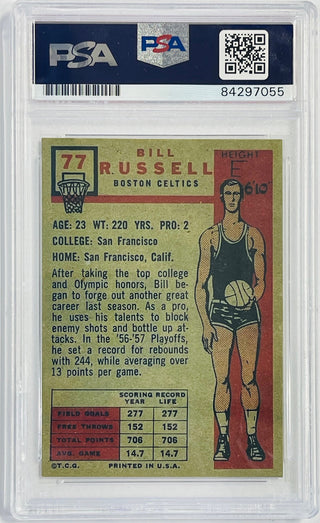 PSA
PSA
84297055
77
BILL
RUSSELL
BOSTON CELTICS
HEIGHT
E
6'10"
AGE: 23 WT: 220 YRS. PRO: 2
COLLEGE: San Francisco
HOME: San Francisco, Calif.
After taking the top college
and Olympic honors, Bill be-
gan to forge out another great
career last season. As a pro,
he uses his talents to block
enemy shots and bottle up at-
tacks. In the '56-'57 Playoffs,
he set a record for rebounds
with 244, while averaging over
13 points per game.
SCORING RECORD
YEAR LIFE
FIELD GOALS 277 277
FREE THROWS 152 152
TOTAL POINTS 706 706
AVG. GAME 14.7 14.7
©T.C.G. PRINTED IN U.S.A.